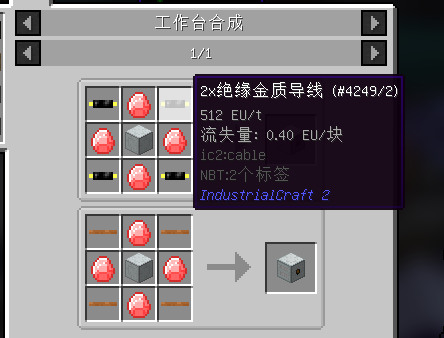 工作台合成
1/1
2x绝缘金质导线 (#4249/2)
512 EU/t
流失量: 0.40 EU/块
ic2:cable
NBT:2个标签
IndustrialCraft 2